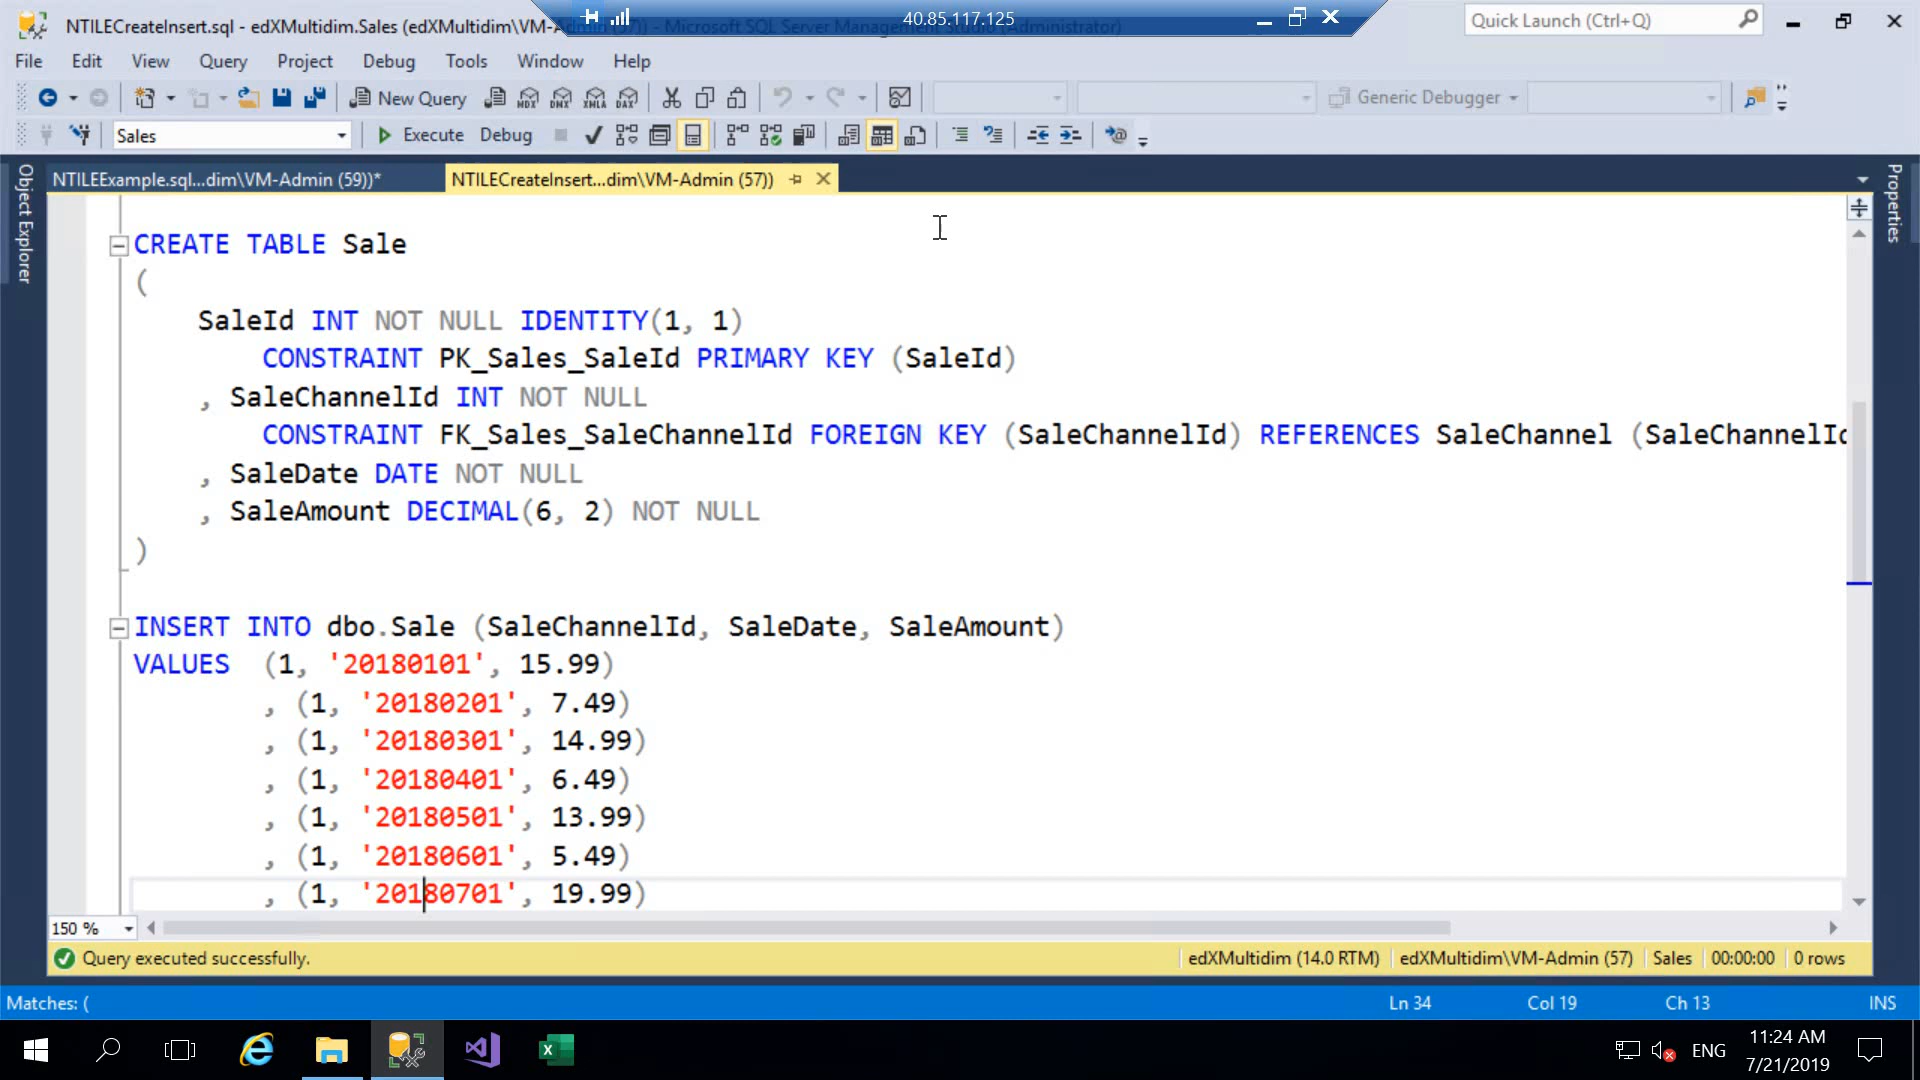 NTILECreateInsert.sql - edXMultidim.Sales (edXMultidim\VM-Admin (57)) - Microsoft SQL Server Management Studio (Administrator)
40.85.117.125
Quick Launch (Ctrl+Q)
File Edit View Query Project Debug Tools Window Help
New Query MDX DMX XMLA DAX Generic Debugger
Sales Execute Debug
NTILEExample.sql...dim\VM-Admin (59))* NTILECreateInsert...dim\VM-Admin (57))
Object Explorer
Properties
CREATE TABLE Sale
(
SaleId INT NOT NULL IDENTITY(1, 1)
CONSTRAINT PK_Sales_SaleId PRIMARY KEY (SaleId)
, SaleChannelId INT NOT NULL
CONSTRAINT FK_Sales_SaleChannelId FOREIGN KEY (SaleChannelId) REFERENCES SaleChannel (SaleChannelId
, SaleDate DATE NOT NULL
, SaleAmount DECIMAL(6, 2) NOT NULL
)
INSERT INTO dbo.Sale (SaleChannelId, SaleDate, SaleAmount)
VALUES (1, '20180101', 15.99)
, (1, '20180201', 7.49)
, (1, '20180301', 14.99)
, (1, '20180401', 6.49)
, (1, '20180501', 13.99)
, (1, '20180601', 5.49)
, (1, '20180701', 19.99)
150 %
Query executed successfully. edXMultidim (14.0 RTM) edXMultidim\VM-Admin (57) Sales 00:00:00 0 rows
Matches: ( Ln 34 Col 19 Ch 13 INS
ENG
11:24 AM
7/21/2019